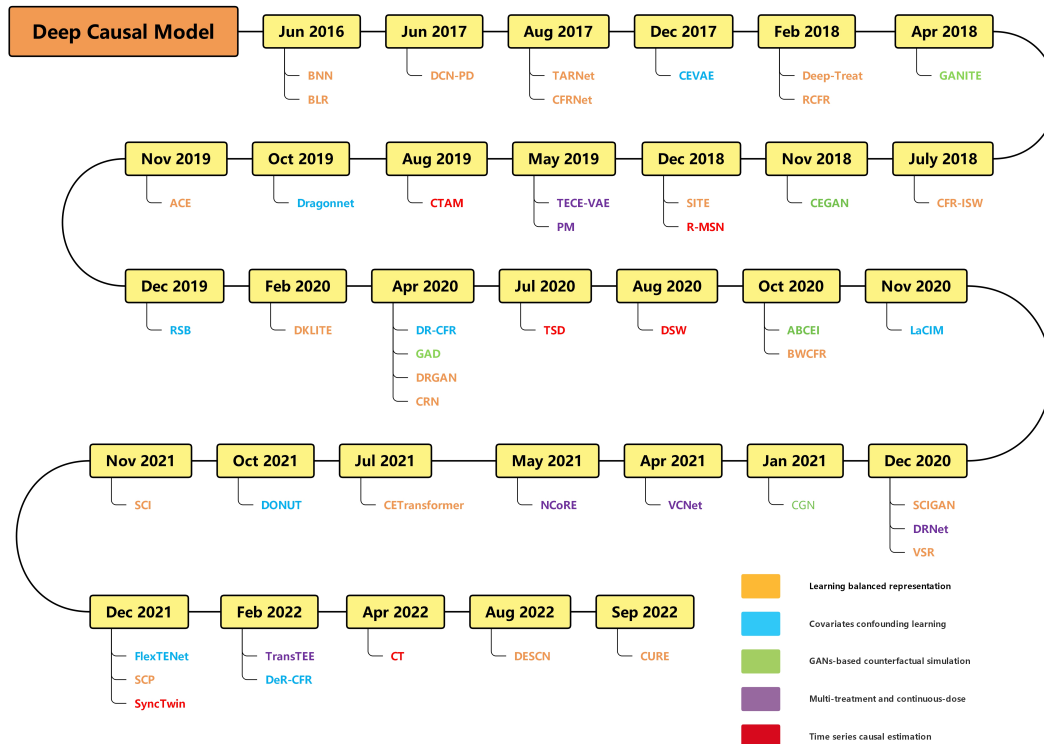 Deep Causal Model
Jun 2016
BNN
BLR
Jun 2017
DCN-PD
Aug 2017
TARNet
CFRNet
Dec 2017
CEVAE
Feb 2018
Deep-Treat
RCFR
Apr 2018
GANITE
July 2018
CFR-ISW
Nov 2018
CEGAN
Dec 2018
SITE
R-MSN
May 2019
TECE-VAE
PM
Aug 2019
CTAM
Oct 2019
Dragonnet
Nov 2019
ACE
Dec 2019
RSB
Feb 2020
DKLITE
Apr 2020
DR-CFR
GAD
DRGAN
CRN
Jul 2020
TSD
Aug 2020
DSW
Oct 2020
ABCEI
BWCFR
Nov 2020
LaCIM
Dec 2020
SCIGAN
DRNet
VSR
Jan 2021
CGN
Apr 2021
VCNet
May 2021
NCoRE
Jul 2021
CETransformer
Oct 2021
DONUT
Nov 2021
SCI
Dec 2021
FlexTENet
SCP
SyncTwin
Feb 2022
TransTEE
DeR-CFR
Apr 2022
CT
Aug 2022
DESCN
Sep 2022
CURE
Learning balanced representation
Covariates confounding learning
GANs-based counterfactual simulation
Multi-treatment and continuous-dose
Time series causal estimation